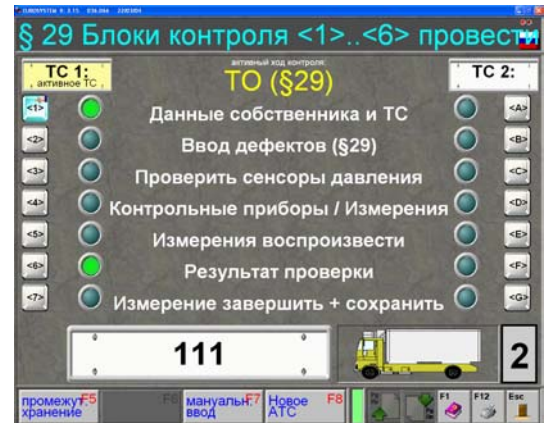 EUROSYSTEM
§ 29 Блоки контроля <1>..<6> провести
ТС 1:
, активное ТС ,
активный ход контроля:
ТО (§29)
ТС 2:
<1> Данные собственника и ТС <A>
<2> Ввод дефектов (§29) <B>
<3> Проверить сенсоры давления <C>
<4> Контрольные приборы / Измерения <D>
<5> Измерения воспроизвести <E>
<6> Результат проверки <F>
<7> Измерение завершить + сохранить <G>
111
2
промежут. F5
хранение
F6
мануальн. F7
ввод
Новое F8
АТС
F1
F12
Esc